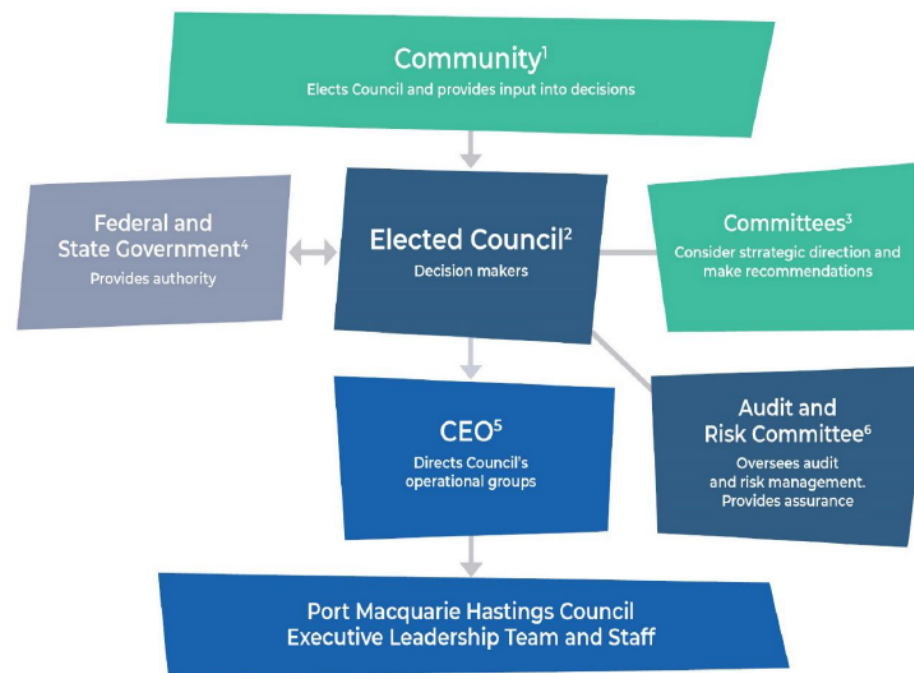 Community¹
Elects Council and provides input into decisions
Federal and
State Government⁴
Provides authority
Elected Council²
Decision makers
Committees³
Consider strrategic direction and
make recommendations
CEO⁵
Directs Council's
operational groups
Audit and
Risk Committee⁶
Oversees audit
and risk management.
Provides assurance
Port Macquarie Hastings Council
Executive Leadership Team and Staff